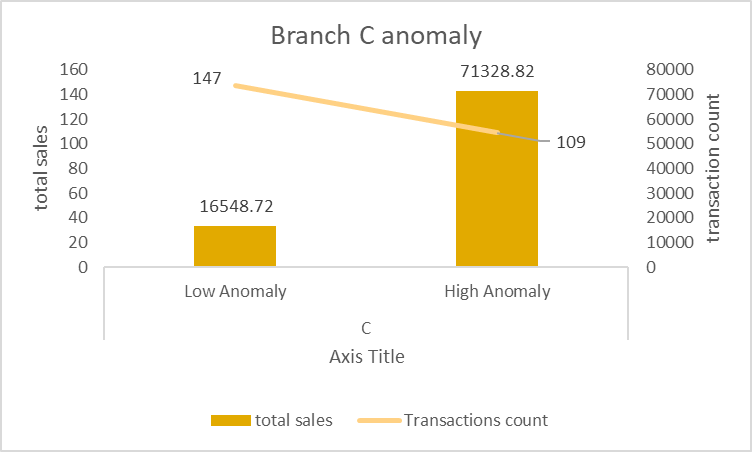 Branch C anomaly
160
140
120
100
80
60
40
20
0
total sales
147
109
16548.72
71328.82
80000
70000
60000
50000
40000
30000
20000
10000
0
transaction count
Low Anomaly
High Anomaly
C
Axis Title
total sales
Transactions count